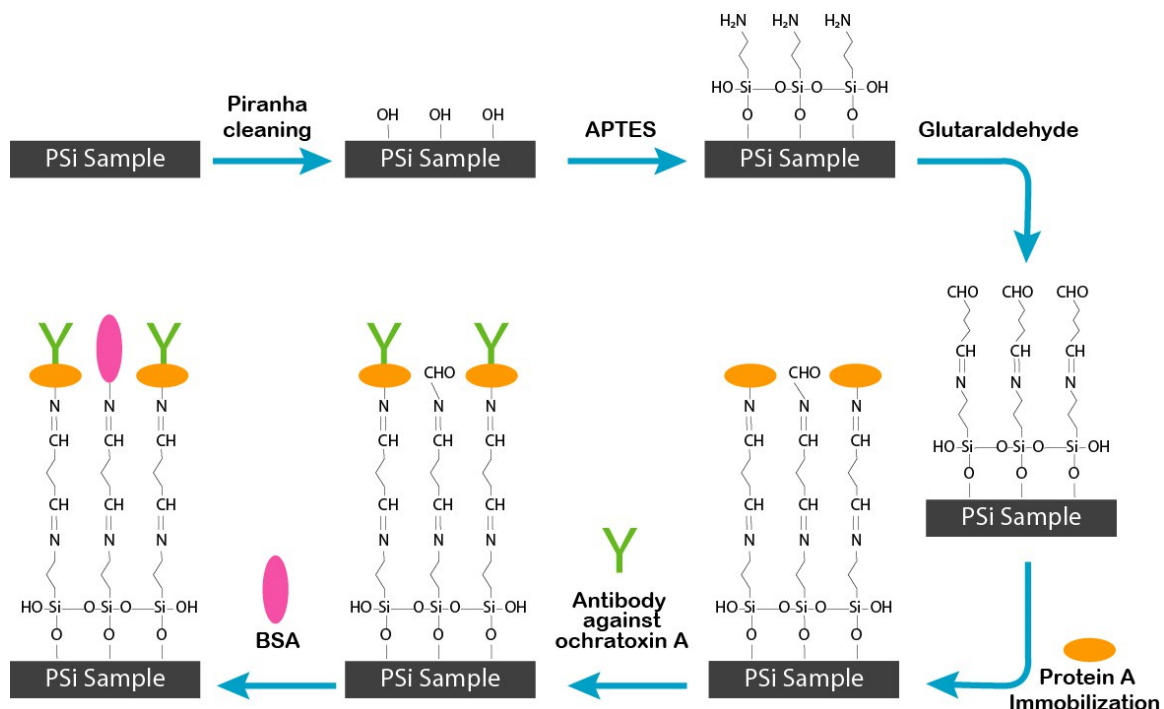 Piranha
cleaning
PSi Sample
OH OH OH
PSi Sample
APTES
H₂N H₂N H₂N
HO Si O Si O Si OH
O O O
PSi Sample
Glutaraldehyde
CHO CHO CHO
CH CH CH
N N N
HO Si O Si O Si OH
O O O
PSi Sample
Protein A
Immobilization
CHO
N N N
CH CH CH
CH CH CH
N N N
HO Si O Si O Si OH
O O O
PSi Sample
Antibody
against
ochratoxin A
CHO
N N N
CH CH CH
CH CH CH
N N N
HO Si O Si O Si OH
O O O
PSi Sample
BSA
N N N
CH CH CH
CH CH CH
N N N
HO Si O Si O Si OH
O O O
PSi Sample